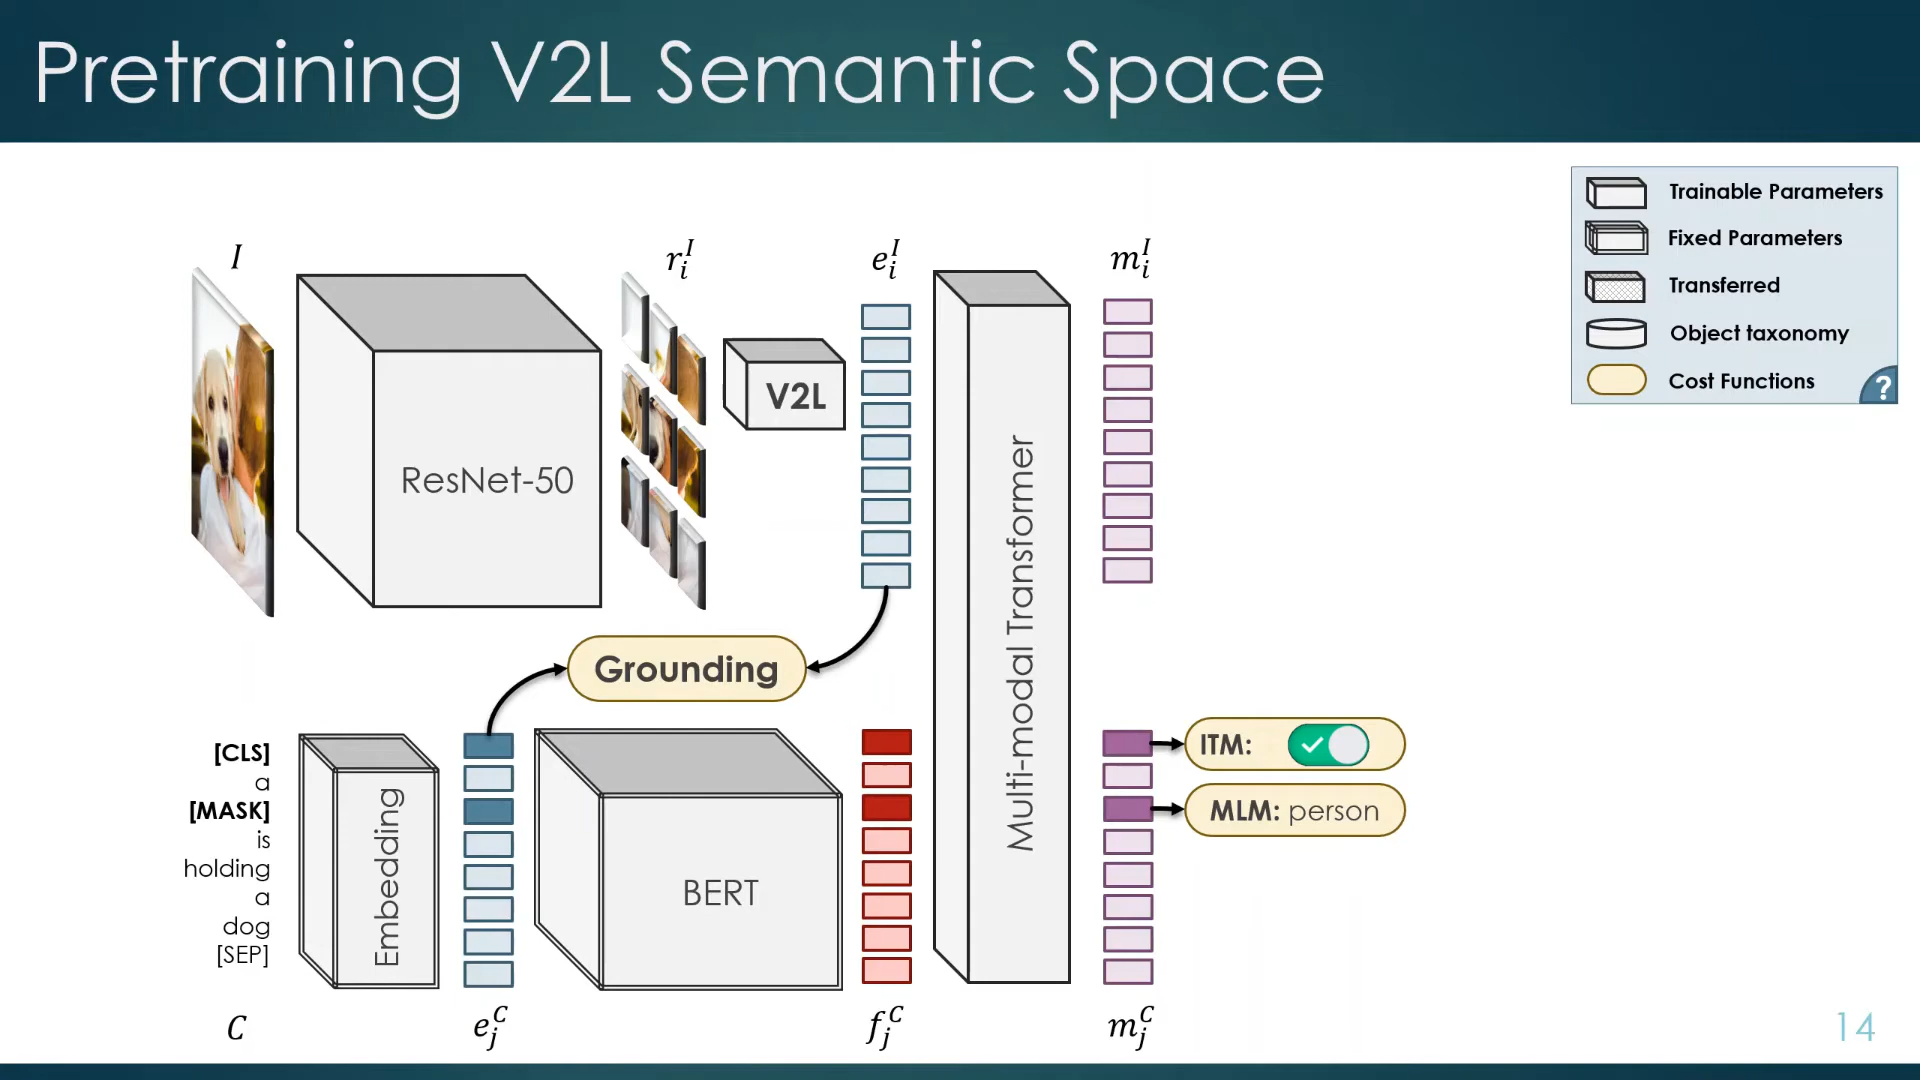 Pretraining V2L Semantic Space
Trainable Parameters
Fixed Parameters
Transferred
Object taxonomy
Cost Functions
?
I
r_i^I
e_i^I
m_i^I
ResNet-50
V2L
Multi-modal Transformer
Grounding
[CLS]
a
[MASK]
is
holding
a
dog
[SEP]
Embedding
BERT
ITM:
MLM: person
C
e_j^C
f_j^C
m_j^C
14